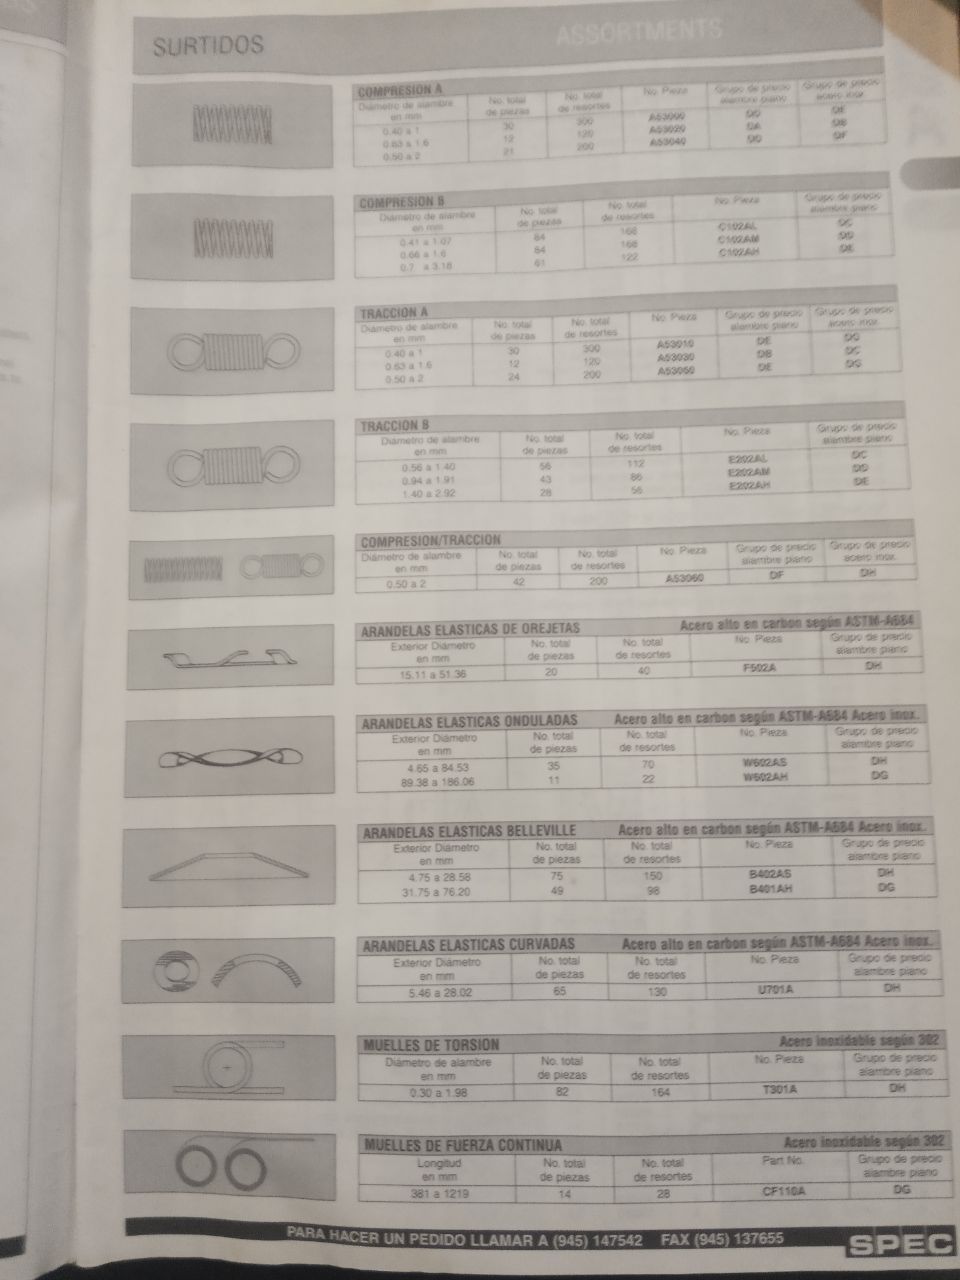 SURTIDOS
ASSORTMENTS
COMPRESION A
Diámetro de alambre en mm No. total de piezas No. total de resortes No. Pieza Grupo de precio alambre piano Grupo de precio acero inox.
0.40 a 1 30 300 A53000 DD DE
0.63 a 1.6 12 120 A53020 DA DB
0.50 a 2 21 200 A53040 DD DF
COMPRESION B
Diámetro de alambre en mm No. total de piezas No. total de resortes No. Pieza Grupo de precio alambre piano
0.41 a 1.07 84 168 C102AL DC
0.66 a 1.6 84 168 C102AM DD
0.7 a 3.18 61 122 C102AH DE
TRACCION A
Diámetro de alambre en mm No. total de piezas No. total de resortes No. Pieza Grupo de precio alambre piano Grupo de precio acero inox.
0.40 a 1 30 300 A53010 DE DG
0.63 a 1.6 12 120 A53030 DB DC
0.50 a 2 24 200 A53050 DE DG
TRACCION B
Diámetro de alambre en mm No. total de piezas No. total de resortes No. Pieza Grupo de precio alambre piano
0.56 a 1.40 56 112 E202AL DC
0.94 a 1.91 43 86 E202AM DD
1.40 a 2.92 28 56 E202AH DE
COMPRESION/TRACCION
Diámetro de alambre en mm No. total de piezas No. total de resortes No. Pieza Grupo de precio alambre piano Grupo de precio acero inox.
0.50 a 2 42 200 A53060 DF DH
ARANDELAS ELASTICAS DE OREJETAS Acero alto en carbon según ASTM-A684
Exterior Diámetro en mm No. total de piezas No. total de resortes No. Pieza Grupo de precio alambre piano
15.11 a 51.36 20 40 F502A DH
ARANDELAS ELASTICAS ONDULADAS Acero alto en carbon según ASTM-A684 Acero inox.
Exterior Diámetro en mm No. total de piezas No. total de resortes No. Pieza Grupo de precio alambre piano
4.65 a 84.53 35 70 W602AS DH
89.38 a 186.06 11 22 W602AH DG
ARANDELAS ELASTICAS BELLEVILLE Acero alto en carbon según ASTM-A684 Acero inox.
Exterior Diámetro en mm No. total de piezas No. total de resortes No. Pieza Grupo de precio alambre piano
4.75 a 28.58 75 150 B402AS DH
31.75 a 76.20 49 98 B401AH DG
ARANDELAS ELASTICAS CURVADAS Acero alto en carbon según ASTM-A684 Acero inox.
Exterior Diámetro en mm No. total de piezas No. total de resortes No. Pieza Grupo de precio alambre piano
5.46 a 28.02 65 130 U701A DH
MUELLES DE TORSION Acero inoxidable según 302
Diámetro de alambre en mm No. total de piezas No. total de resortes No. Pieza Grupo de precio alambre piano
0.30 a 1.98 82 164 T301A DH
MUELLES DE FUERZA CONTINUA Acero inoxidable según 302
Longitud en mm No. total de piezas No. total de resortes Part No. Grupo de precio alambre piano
381 a 1219 14 28 CF110A DG
PARA HACER UN PEDIDO LLAMAR A (945) 147542 FAX (945) 137655
SPEC